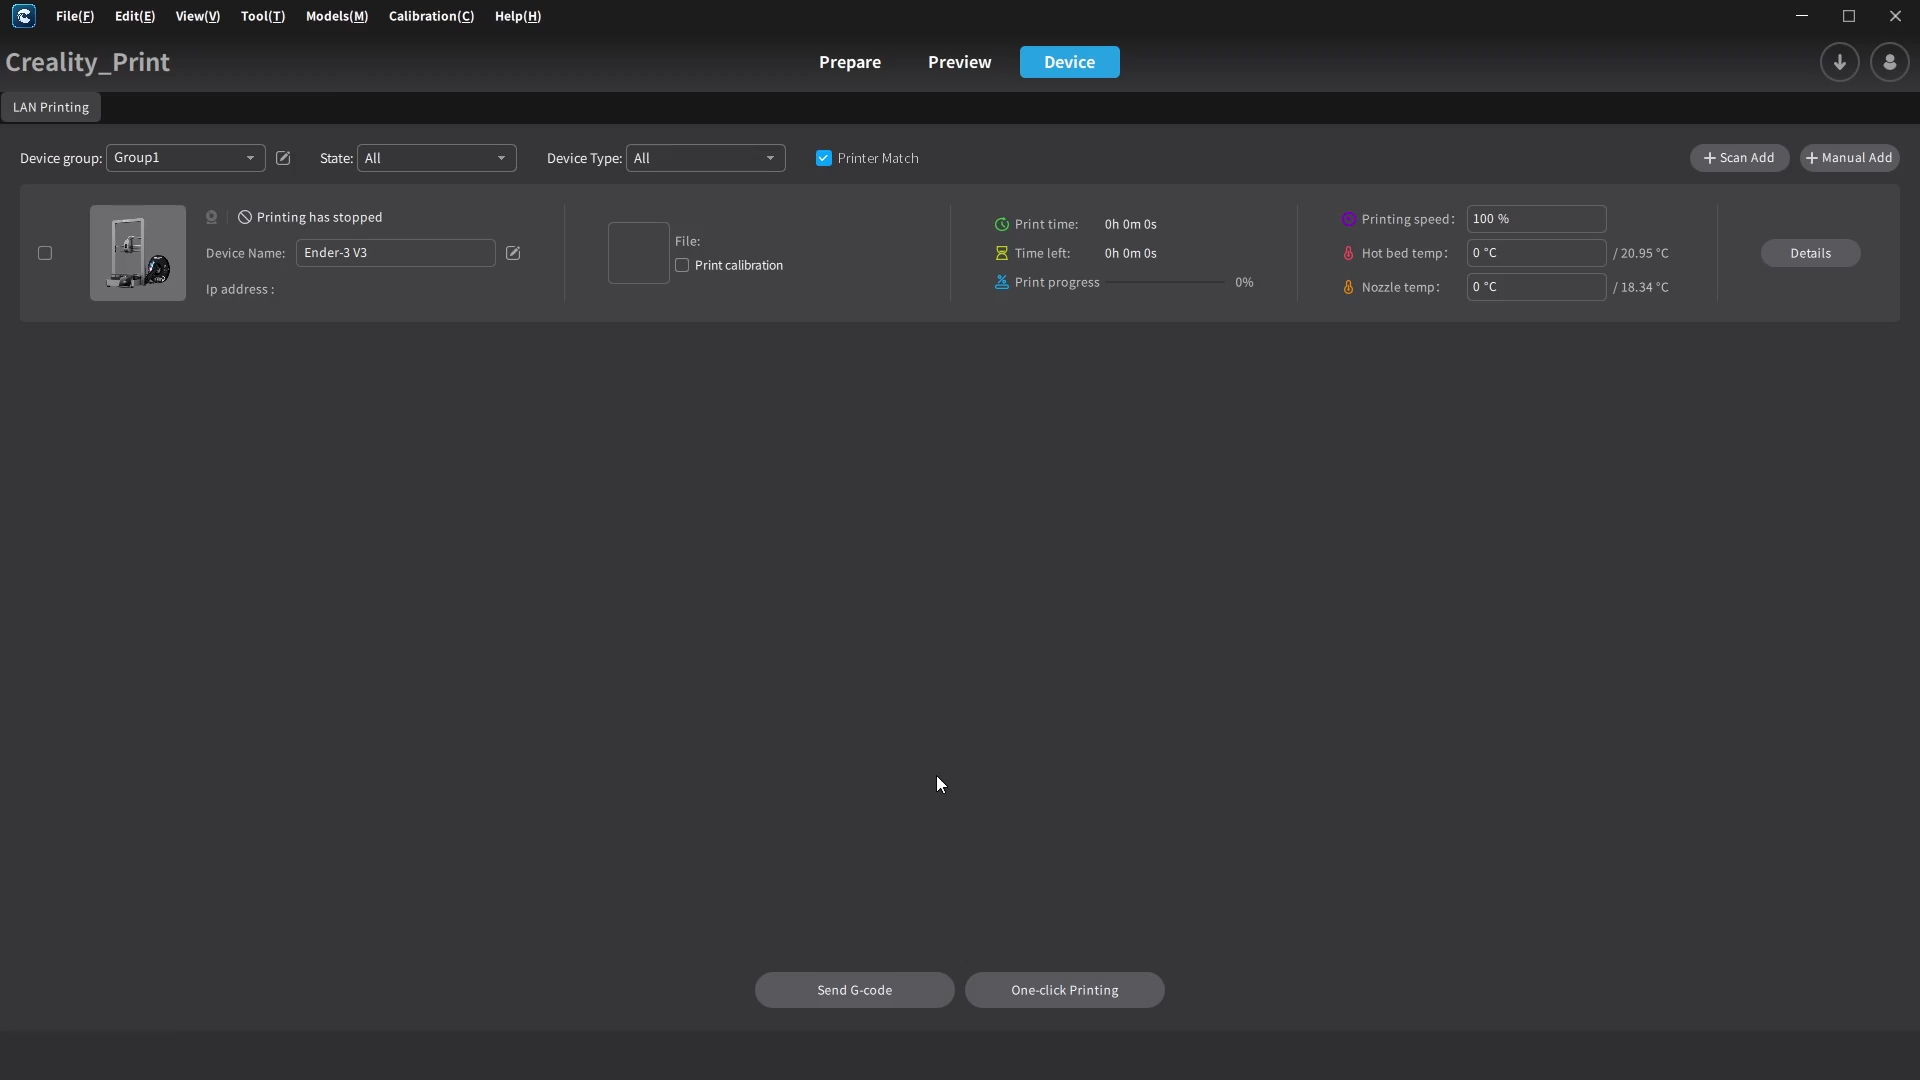 File(F) Edit(E) View(V) Tool(T) Models(M) Calibration(C) Help(H)
Creality_Print
Prepare Preview Device
LAN Printing
Device group: Group1 State: All Device Type: All Printer Match + Scan Add + Manual Add
Printing has stopped
Device Name: Ender-3 V3
Ip address :
File:
Print calibration
Print time: 0h 0m 0s
Time left: 0h 0m 0s
Print progress 0%
Printing speed: 100 %
Hot bed temp: 0 °C / 20.95 °C
Nozzle temp: 0 °C / 18.34 °C
Details
Send G-code One-click Printing